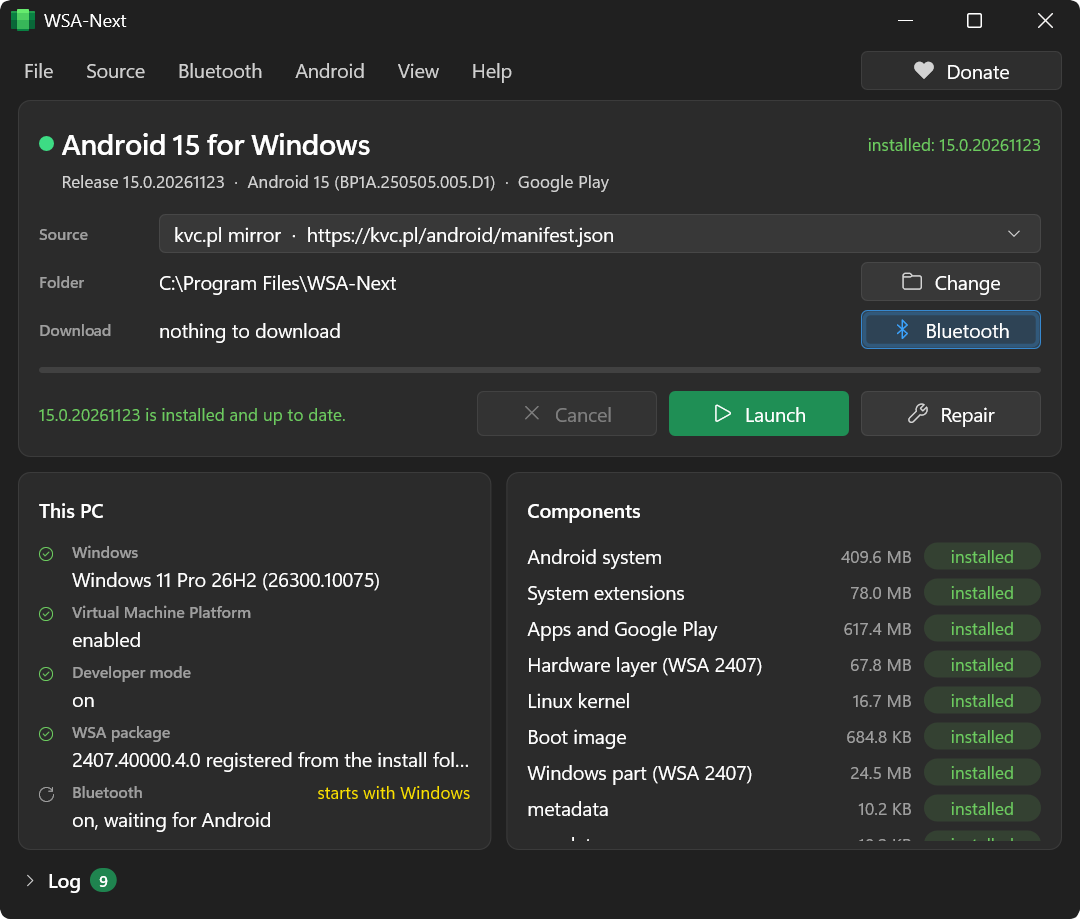 WSA-Next
File Source Bluetooth Android View Help Donate
Android 15 for Windows installed: 15.0.20261123
Release 15.0.20261123 · Android 15 (BP1A.250505.005.D1) · Google Play
Source kvc.pl mirror · https://kvc.pl/android/manifest.json
Folder C:\Program Files\WSA-Next Change
Download nothing to download Bluetooth
15.0.20261123 is installed and up to date. Cancel Launch Repair
This PC
Windows
Windows 11 Pro 26H2 (26300.10075)
Virtual Machine Platform
enabled
Developer mode
on
WSA package
2407.40000.4.0 registered from the install fol...
Bluetooth starts with Windows
on, waiting for Android
Components
Android system 409.6 MB installed
System extensions 78.0 MB installed
Apps and Google Play 617.4 MB installed
Hardware layer (WSA 2407) 67.8 MB installed
Linux kernel 16.7 MB installed
Boot image 684.8 KB installed
Windows part (WSA 2407) 24.5 MB installed
metadata 10.2 KB installed
Log 9